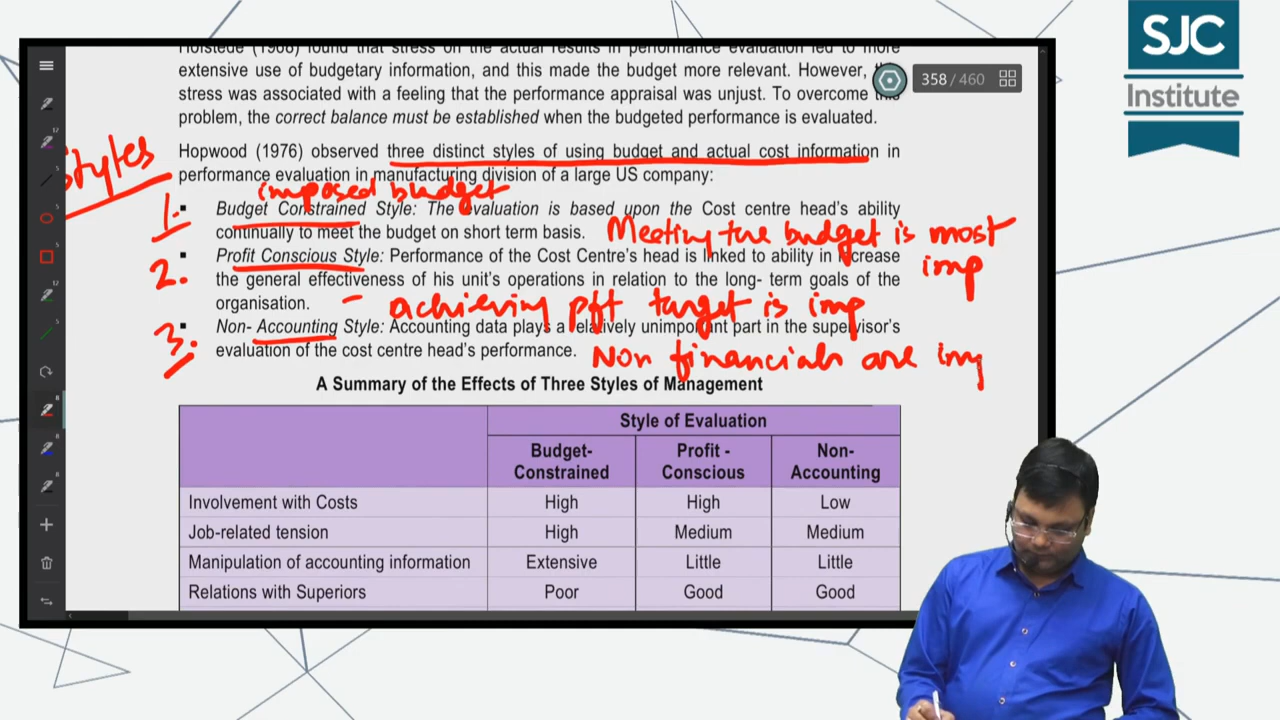 SJC
Institute
358 / 460
Hofstede (1968) found that stress on the actual results in performance evaluation led to more
extensive use of budgetary information, and this made the budget more relevant. However,
stress was associated with a feeling that the performance appraisal was unjust. To overcome this
problem, the correct balance must be established when the budgeted performance is evaluated.
Styles
Hopwood (1976) observed three distinct styles of using budget and actual cost information in
performance evaluation in manufacturing division of a large US company:
imposed budget
1.
▪ Budget Constrained Style: The evaluation is based upon the Cost centre head's ability
continually to meet the budget on short term basis.
Meeting the budget is most
imp
2.
▪ Profit Conscious Style: Performance of the Cost Centre's head is linked to ability in increase
the general effectiveness of his unit's operations in relation to the long- term goals of the
organisation.
- achieving pft target is imp
3.
▪ Non- Accounting Style: Accounting data plays a relatively unimportant part in the supervisor's
evaluation of the cost centre head's performance.
Non financials are imp
A Summary of the Effects of Three Styles of Management
Style of Evaluation
Budget-Constrained Profit - Conscious Non-Accounting
Involvement with Costs High High Low
Job-related tension High Medium Medium
Manipulation of accounting information Extensive Little Little
Relations with Superiors Poor Good Good